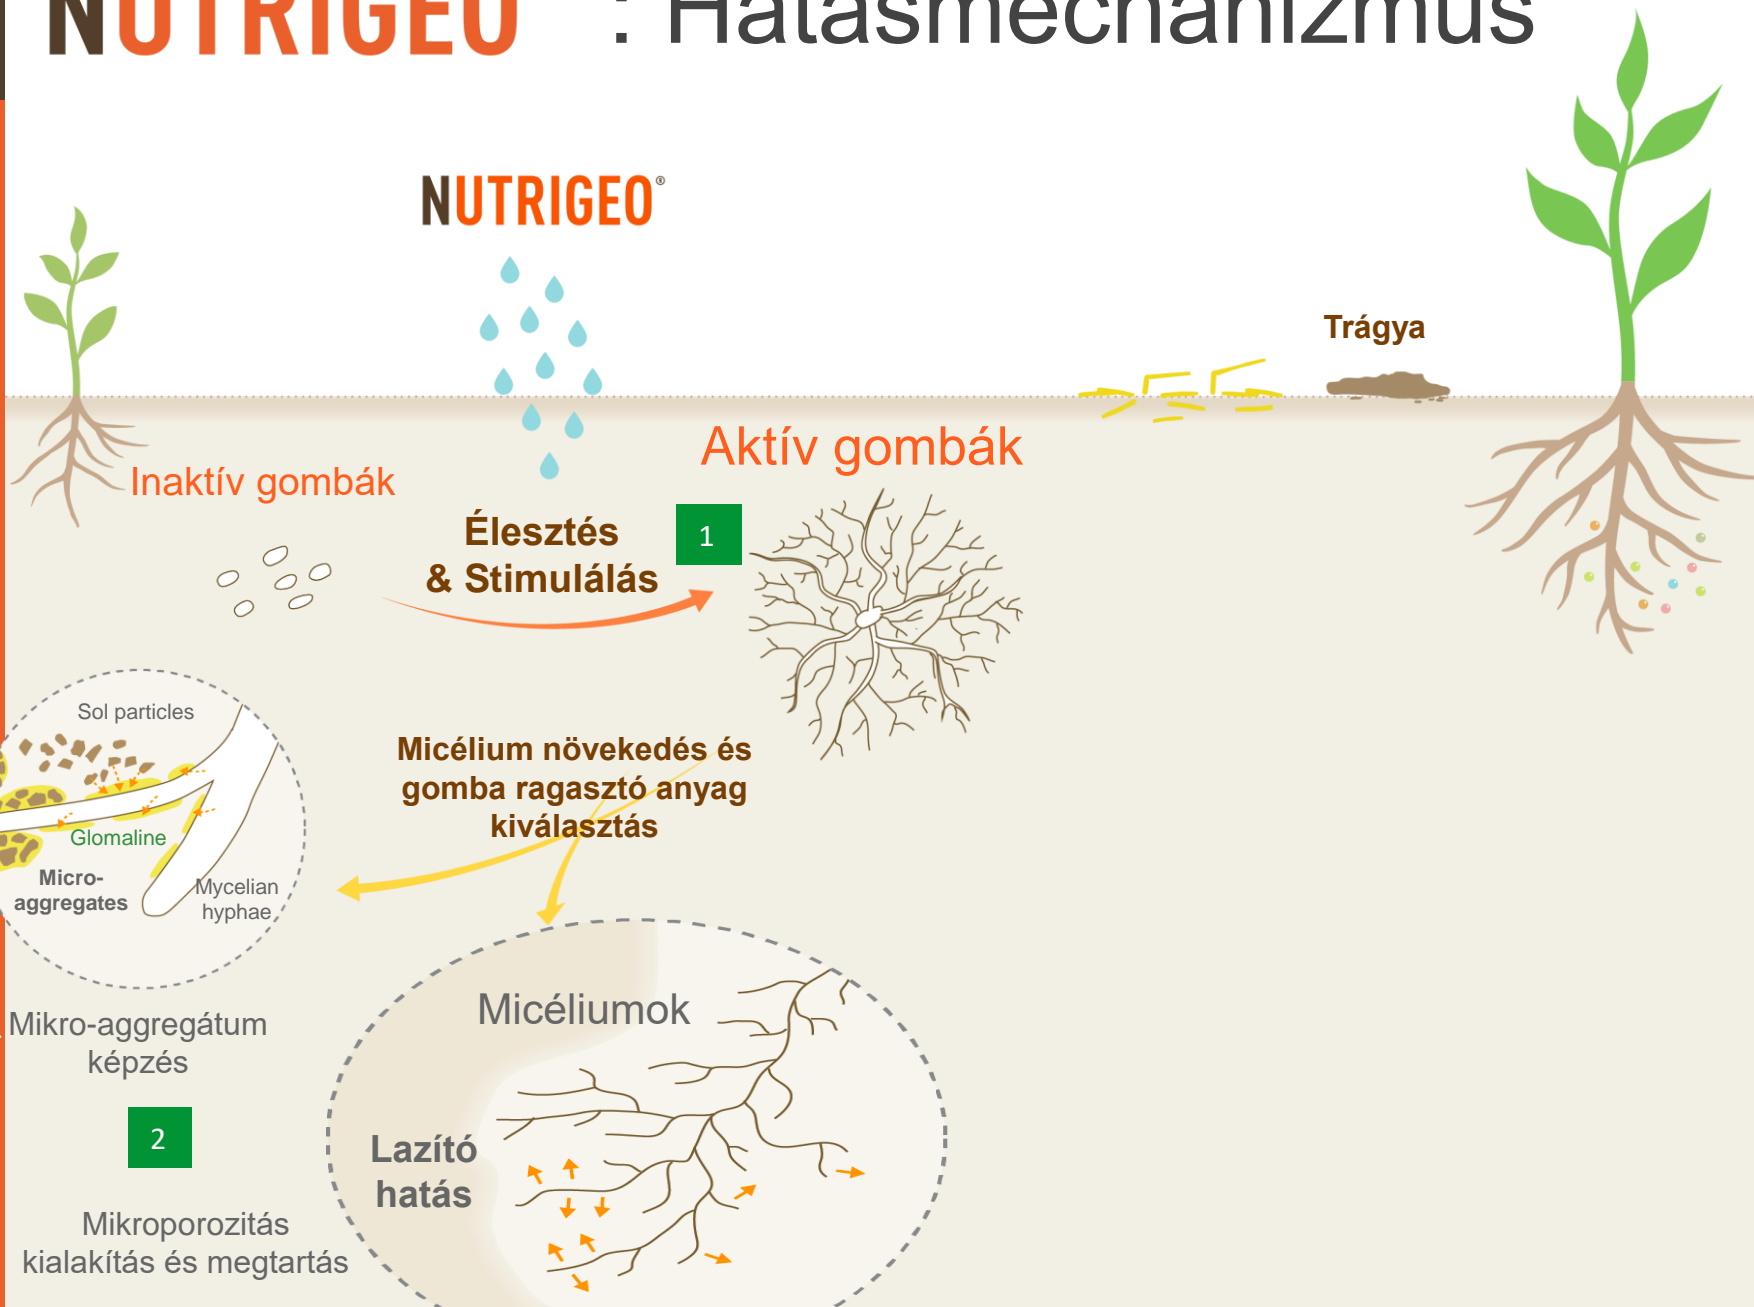 NUTRIGEO : Hatásmechanizmus
NUTRIGEO®
Trágya
Aktív gombák
Inaktív gombák
Élesztés
& Stimulálás
1
Sol particles
Glomaline
Micro-
aggregates
Mycelian
hyphae
Micélium növekedés és
gomba ragasztó anyag
kiválasztás
Mikro-aggregátum
képzés
2
Mikroporozitás
kialakítás és megtartás
Micéliumok
Lazító
hatás